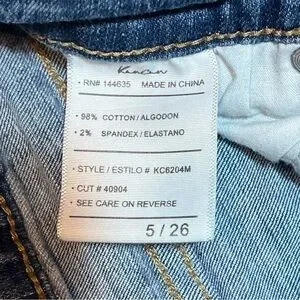 Kancan
• RN# 144635 MADE IN CHINA
• 98% COTTON / ALGODON
• 2% SPANDEX / ELASTANO
• STYLE / ESTILO # KC6204M
• CUT # 40904
• SEE CARE ON REVERSE
5 / 26